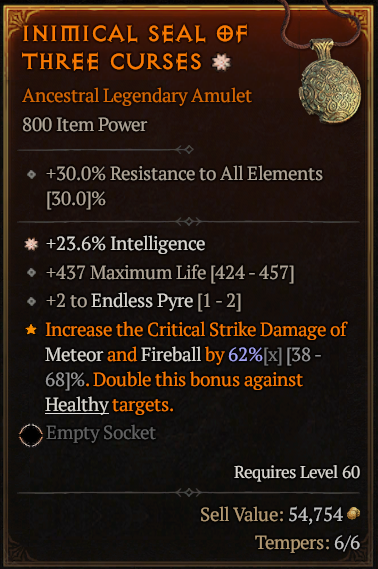 INIMICAL SEAL OF
THREE CURSES
Ancestral Legendary Amulet
800 Item Power
+30.0% Resistance to All Elements
[30.0]%
+23.6% Intelligence
+437 Maximum Life [424 - 457]
+2 to Endless Pyre [1 - 2]
Increase the Critical Strike Damage of
Meteor and Fireball by 62%[x] [38 -
68]%. Double this bonus against
Healthy targets.
Empty Socket
Requires Level 60
Sell Value: 54,754
Tempers: 6/6